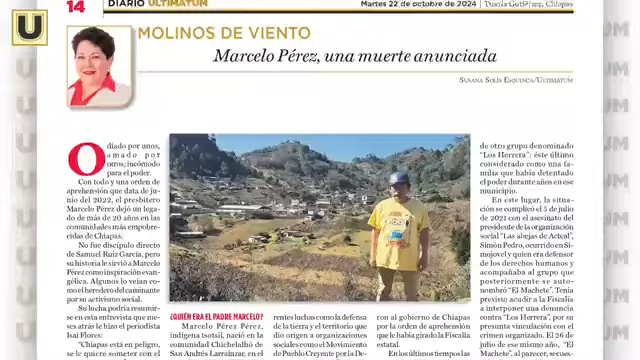 14
DIARIO ULTIMATUM
Martes 22 de octubre de 2024
Tuxtla Gutiérrez, Chiapas
U
MOLINOS DE VIENTO
Marcelo Pérez, una muerte anunciada
SUSANA SOLIS ESQUINCA/ULTIMATUM
Odiado por unos,
amado por
otros; incómodo
para el poder.
Con todo y una orden de
aprehensión que data de ju-
nio del 2022, el presbítero
Marcelo Pérez dejó un lega-
do de más de 20 años en las
comunidades más empobre-
cidas de Chiapas.
No fue discípulo directo
de Samuel Ruiz García, pero
su historia le sirvió a Marcelo
Pérez como inspiración evan-
gélica. Algunos lo veían co-
mo el heredero del caminante
por su activismo social.
Su lucha podría resumir-
se en esta entrevista que me-
ses atrás le hizo el periodista
Isaí Flores:
"Chiapas está en peligro,
se le quiere someter con el
¿QUIÉN ERA EL PADRE MARCELO?
Marcelo Pérez Pérez,
indígena tsotsil, nació en la
comunidad Chichelalhó de
San Andrés Larráinzar, en el
rentes luchas como la defensa
de la tierra y el territorio que
dio origen a organizaciones
sociales como el Movimiento
de Pueblo Creyente por la De-
ron al gobierno de Chiapas
por la orden de aprehensión
que le había girado la Fiscalía
estatal.
En los últimos tiempos las
de otro grupo denominado
"Los Herrera"; éste último
considerado como una fa-
milia que había detentado
el poder durante años en ese
municipio.
En este lugar, la situa-
ción se complicó el 5 de julio
de 2021 con el asesinato del
presidente de la organización
social "Las abejas de Acteal",
Simón Pedro, ocurrido en Si-
mojovel y quien era defensor
de los derechos humanos y
acompañaba al grupo que
posteriormente se auto-
nombró "El Machete". Tenía
previsto acudir a la Fiscalía
a interponer una denuncia
contra "Los Herrera", por su
presunta vinculación con el
crimen organizado. El 26 de
julio de ese mismo año, "El
Machete", al parecer, secues-